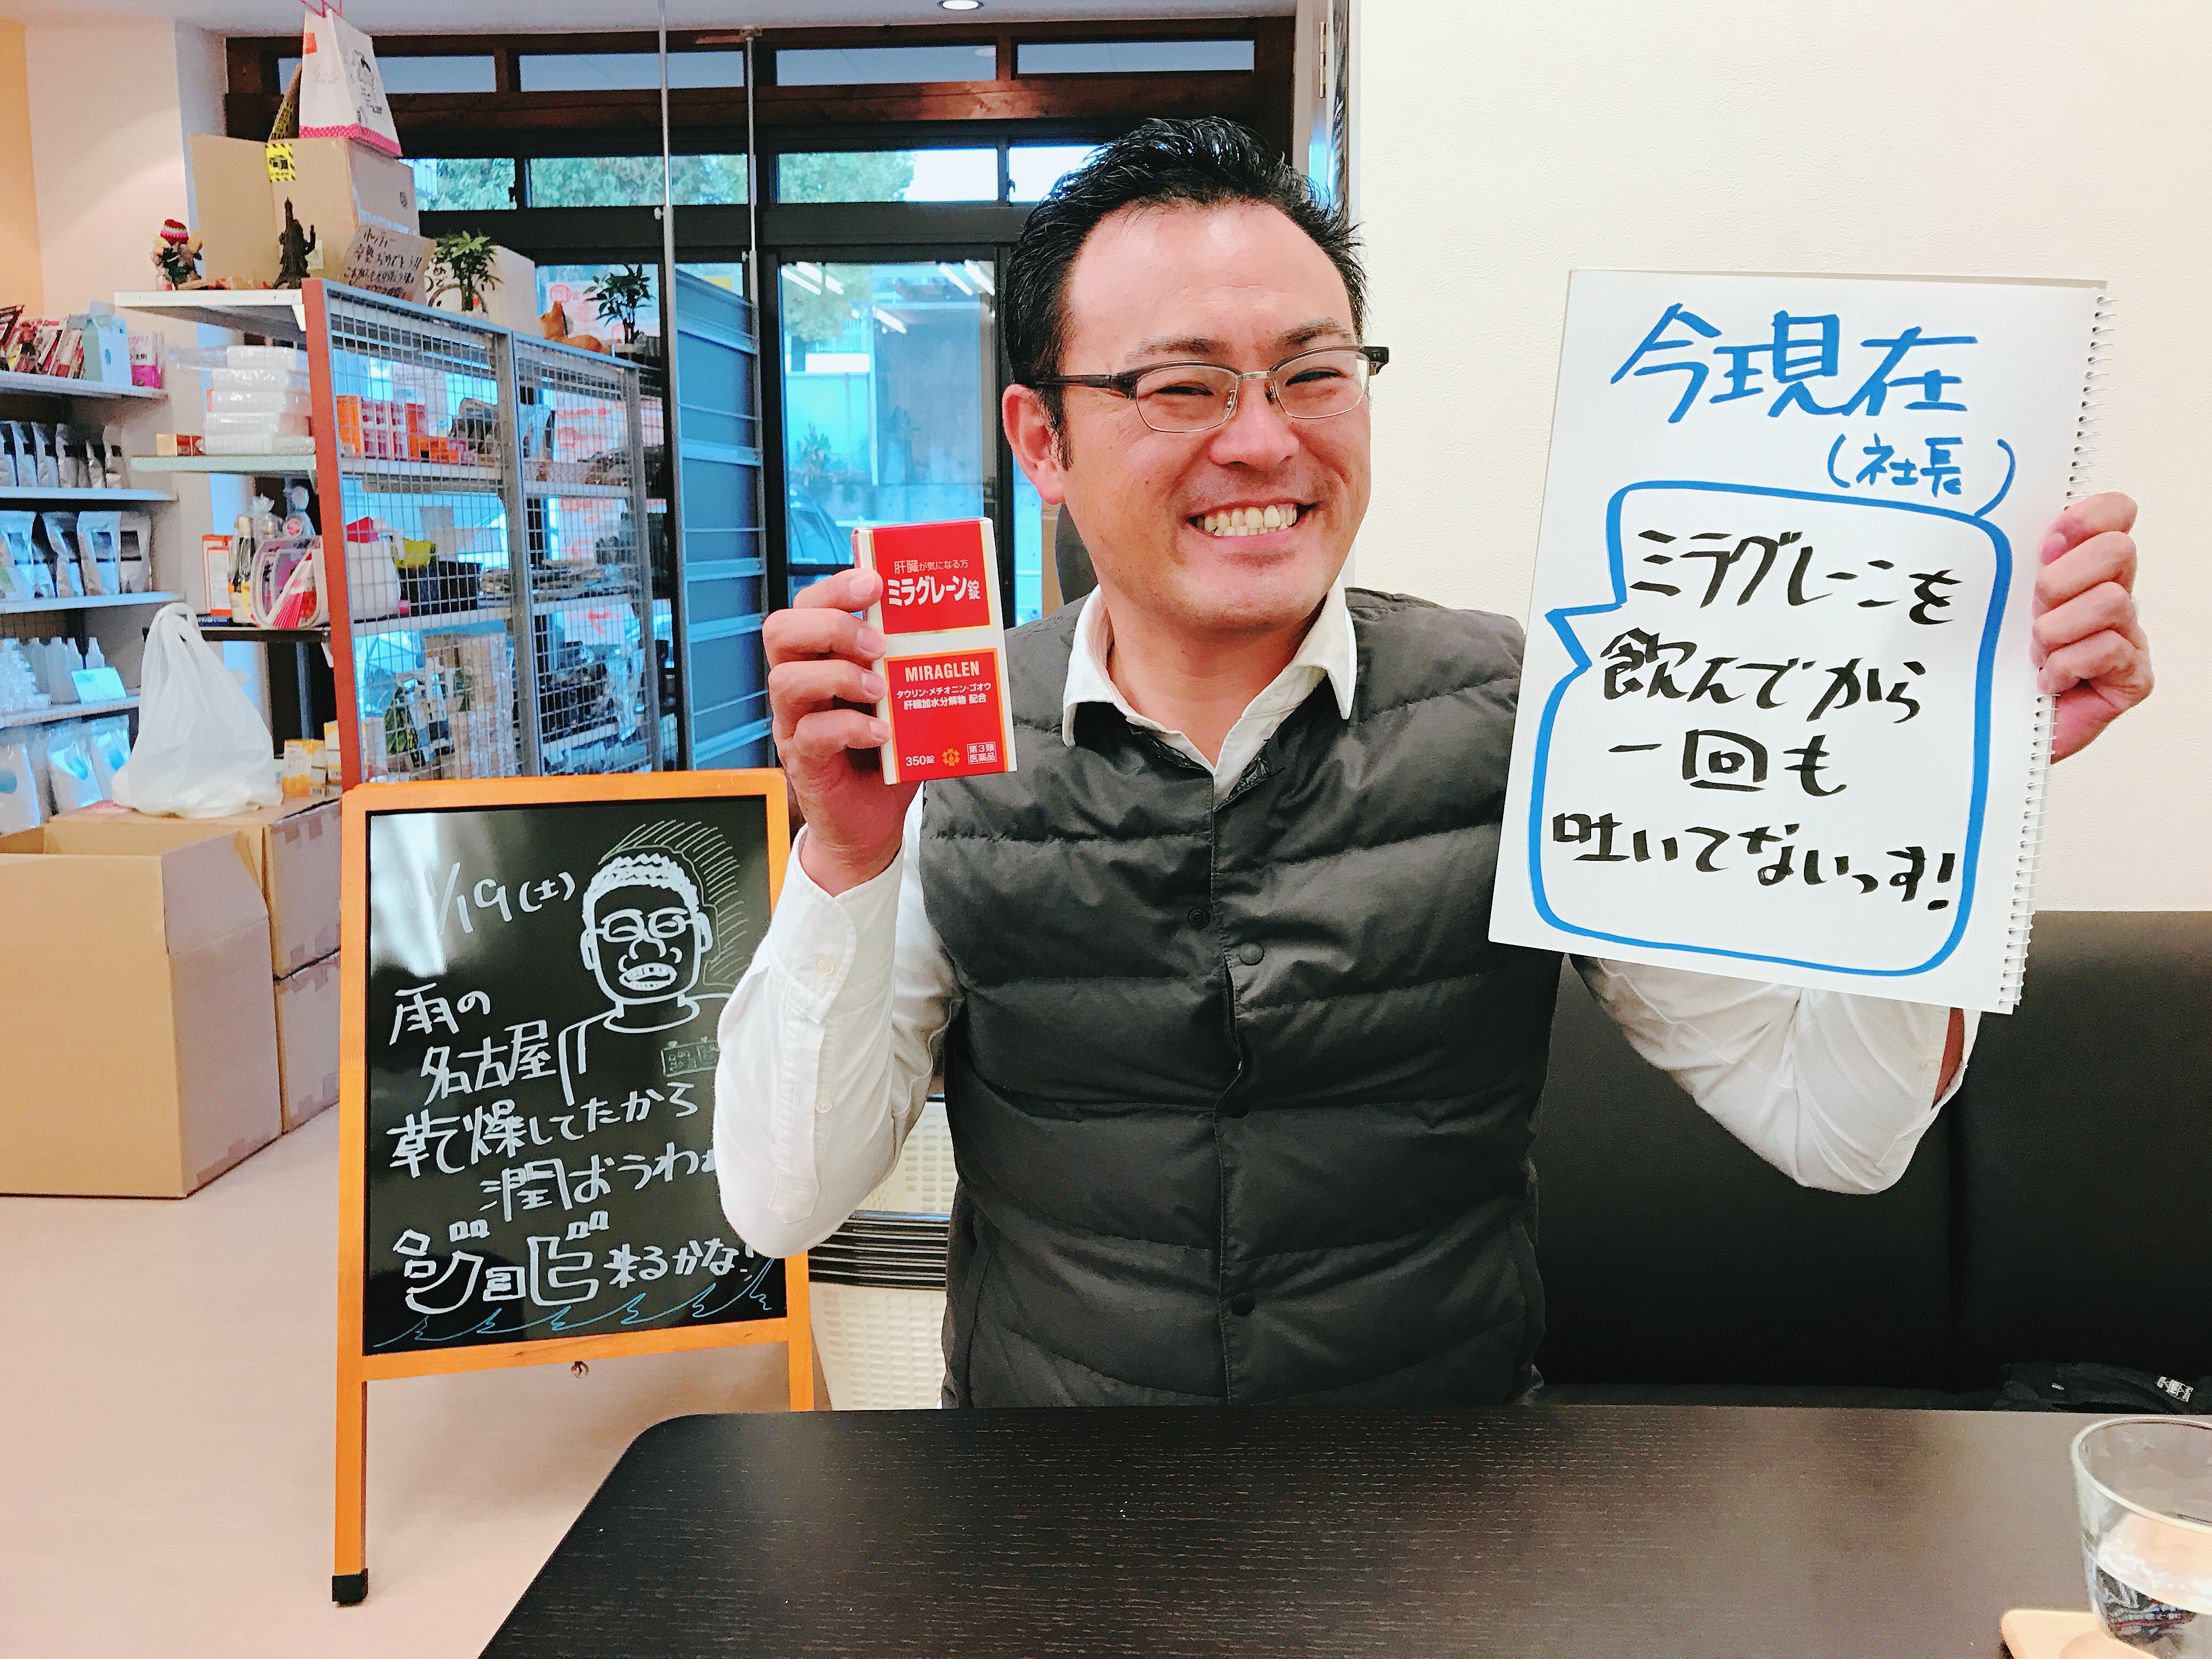 今現在
(社長)
ミラグレーンを
飲んでから
一回も
吐いてないっす!
肝臓が気になる方
ミラグレーン錠
MIRAGLEN
タウリン・メチオニン・ゴオウ
肝臓加水分解物 配合
350錠
第3類
医薬品
11/19(土)
雨の
名古屋
乾燥してたから
潤おうわぁ
来るかな!